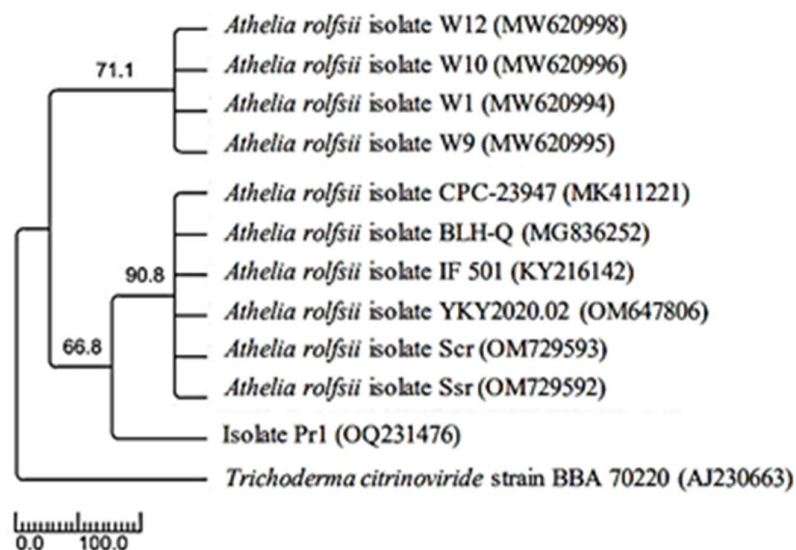 Athelia rolfsii isolate W12 (MW620998)
71.1
Athelia rolfsii isolate W10 (MW620996)
Athelia rolfsii isolate W1 (MW620994)
Athelia rolfsii isolate W9 (MW620995)
Athelia rolfsii isolate CPC-23947 (MK411221)
Athelia rolfsii isolate BLH-Q (MG836252)
90.8
Athelia rolfsii isolate IF 501 (KY216142)
Athelia rolfsii isolate YKY2020.02 (OM647806)
66.8
Athelia rolfsii isolate Scr (OM729593)
Athelia rolfsii isolate Ssr (OM729592)
Isolate Pr1 (OQ231476)
Trichoderma citrinoviride strain BBA 70220 (AJ230663)
0.0 100.0